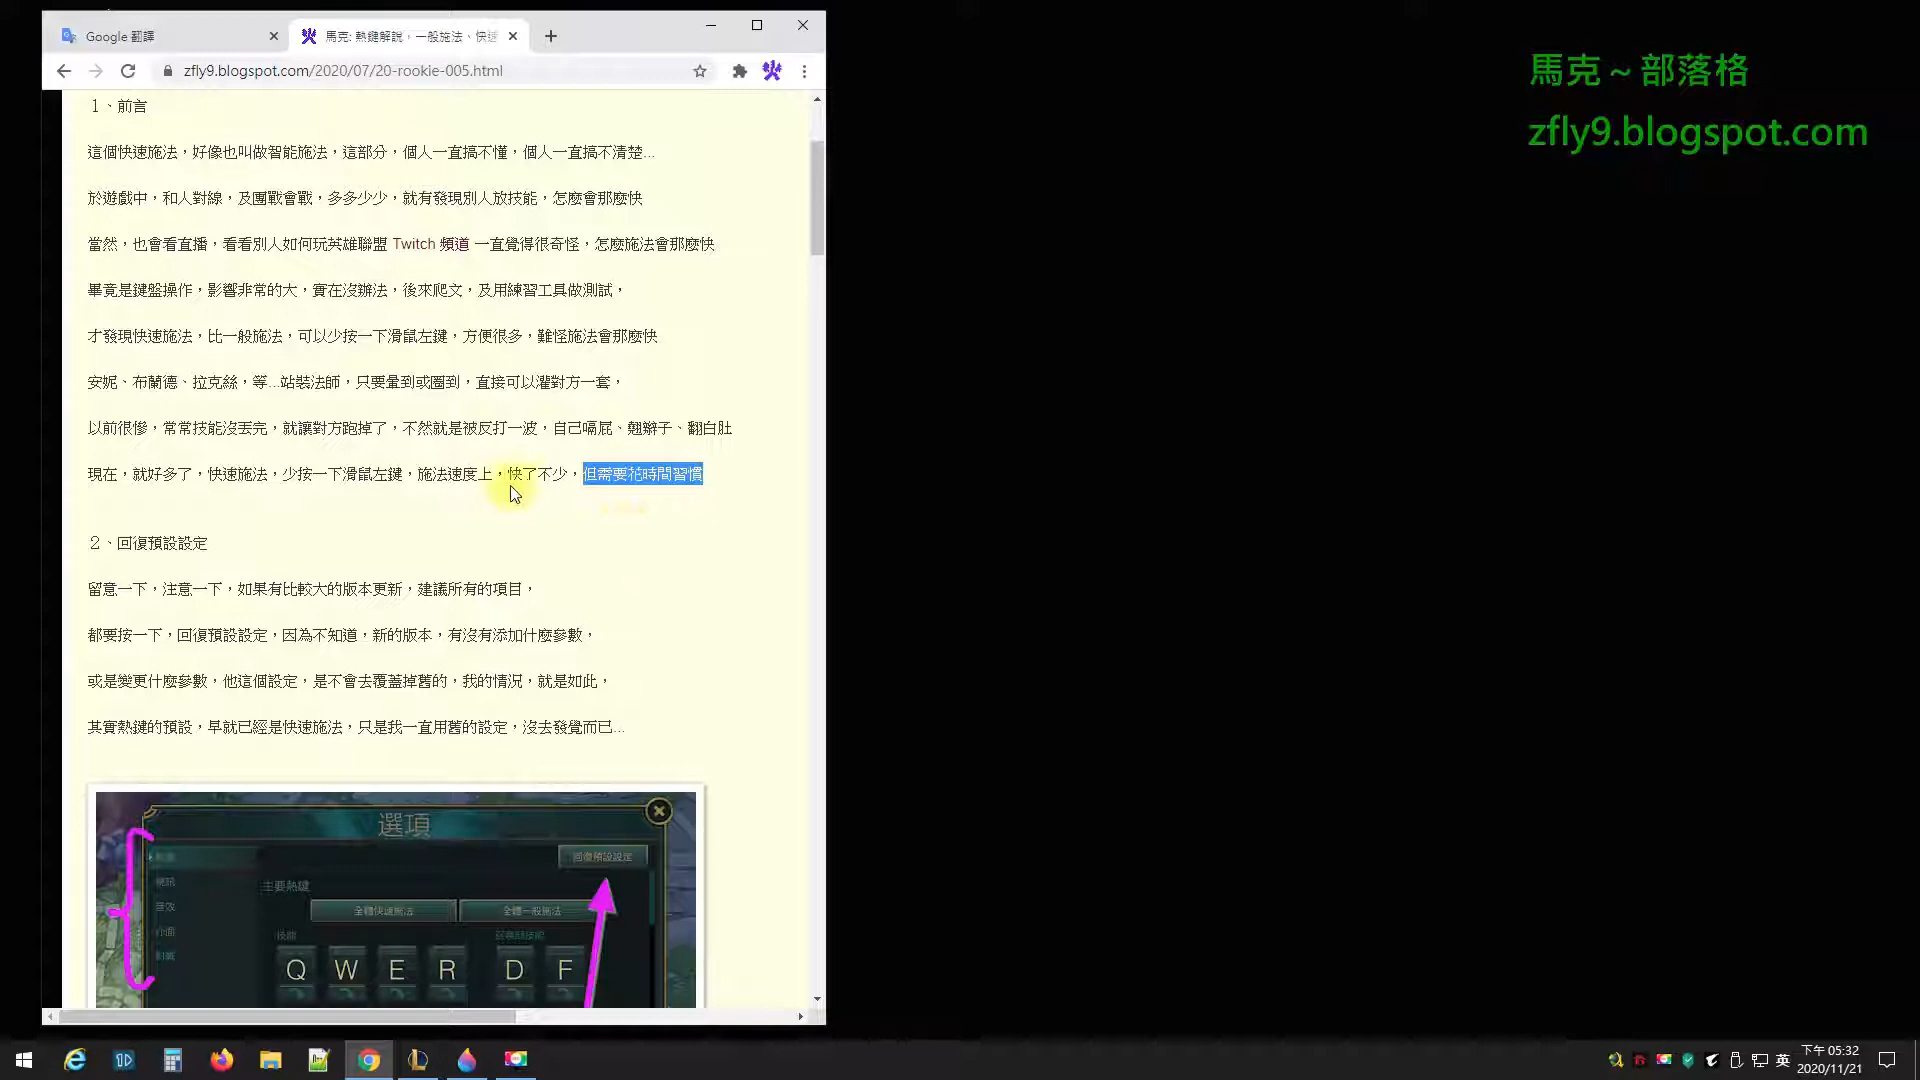 Google 翻譯
馬克: 熱鍵解說，一般施法、快速
zfly9.blogspot.com/2020/07/20-rookie-005.html
馬克～部落格
zfly9.blogspot.com
１、前言
這個快速施法，好像也叫做智能施法，這部分，個人一直搞不懂，個人一直搞不清楚...
於遊戲中，和人對線，及團戰會戰，多多少少，就有發現別人放技能，怎麼會那麼快
當然，也會看直播，看看別人如何玩英雄聯盟 Twitch 頻道 一直覺得很奇怪，怎麼施法會那麼快
畢竟是鍵盤操作，影響非常的大，實在沒辦法，後來爬文，及用練習工具做測試，
才發現快速施法，比一般施法，可以少按一下滑鼠左鍵，方便很多，難怪施法會那麼快
安妮、布蘭德、拉克絲，等...站裝法師，只要暈到或圈到，直接可以灌對方一套，
以前很慘，常常技能沒丟完，就讓對方跑掉了，不然就是被反打一波，自己嗝屁、翹辮子、翻白肚
現在，就好多了，快速施法，少按一下滑鼠左鍵，施法速度上，快了不少，但需要花時間習慣
２、回復預設設定
留意一下，注意一下，如果有比較大的版本更新，建議所有的項目，
都要按一下，回復預設設定，因為不知道，新的版本，有沒有添加什麼參數，
或是變更什麼參數，他這個設定，是不會去覆蓋掉舊的，我的情況，就是如此，
其實熱鍵的預設，早就已經是快速施法，只是我一直用舊的設定，沒去發覺而已...
選項
回復預設設定
主要熱鍵
全體快速施法 全體一般施法
技能 召喚師技能
Q W E R D F
英
下午 05:32
2020/11/21